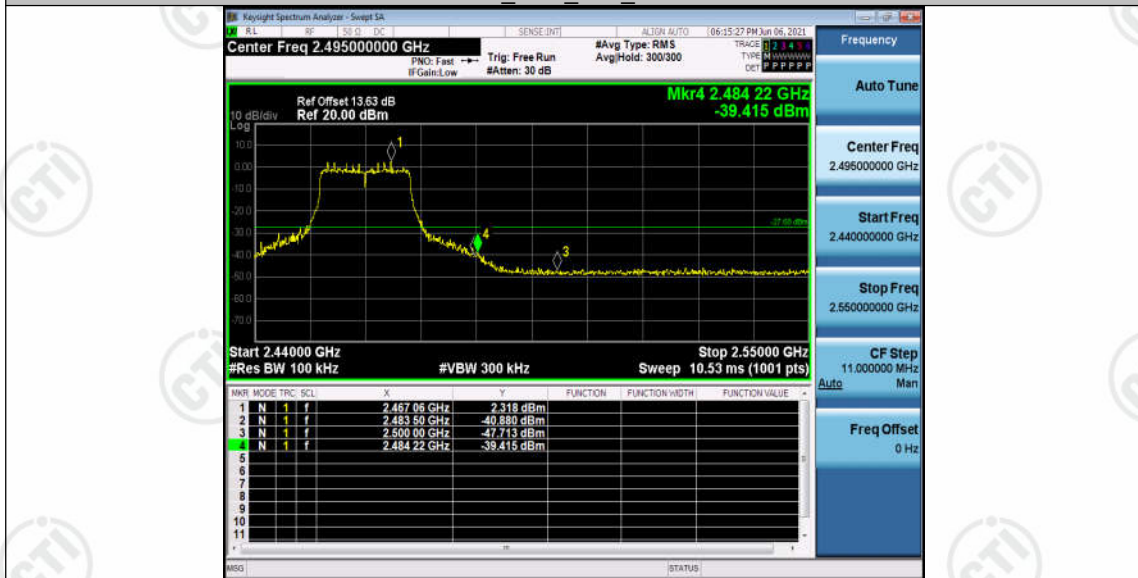 Keysight Spectrum Analyzer - Swept SA
RL RF 50 Ω DC SENSE:INT ALIGN AUTO 06:15:27 PM Jun 06, 2021
Center Freq 2.495000000 GHz
PNO: Fast
IFGain:Low
Trig: Free Run
#Atten: 30 dB
#Avg Type: RMS
Avg|Hold: 300/300
TRACE 1 2 3 4 5 6
TYPE M WWWWW
DET P P P P P P
Frequency
Auto Tune
Center Freq
2.495000000 GHz
Start Freq
2.440000000 GHz
Stop Freq
2.550000000 GHz
CF Step
11.000000 MHz
Auto Man
Freq Offset
0 Hz
Mkr4 2.484 22 GHz
-39.415 dBm
Ref Offset 13.63 dB
10 dB/div Ref 20.00 dBm
Log
10.0
0.00
-10.0
-20.0
-30.0
-40.0
-50.0
-60.0
-70.0
1
4
3
Start 2.44000 GHz Stop 2.55000 GHz
#Res BW 100 kHz #VBW 300 kHz Sweep 10.53 ms (1001 pts)
MKR MODE TRC SCL X Y FUNCTION FUNCTION WIDTH FUNCTION VALUE
1 N 1 f 2.467 06 GHz 2.318 dBm
2 N 1 f 2.483 50 GHz -40.880 dBm
3 N 1 f 2.500 00 GHz -47.713 dBm
4 N 1 f 2.484 22 GHz -39.415 dBm
5
6
7
8
9
10
11
MSG STATUS
CTI
CTI
CTI
CTI
CTI